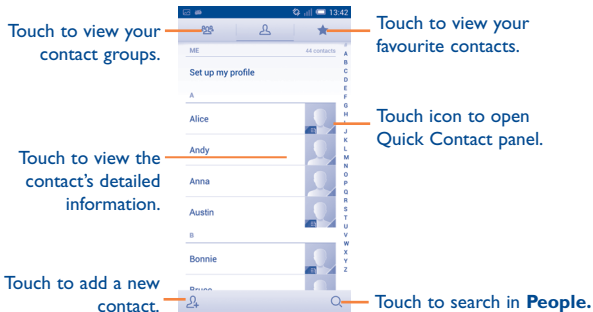 Touch to view your
contact groups.
13:42
Touch to view your
favourite contacts.
ME
44 contacts
Set up my profile
A
Alice
Touch icon to open
Quick Contact panel.
Andy
Touch to view the
contact's detailed
information.
Anna
Austin
B
Bonnie
Bruce
#
A
B
C
D
E
F
G
H
I
J
K
L
M
N
O
P
Q
R
S
T
U
V
W
X
Y
Z
Touch to add a new
contact.
Touch to search in People.